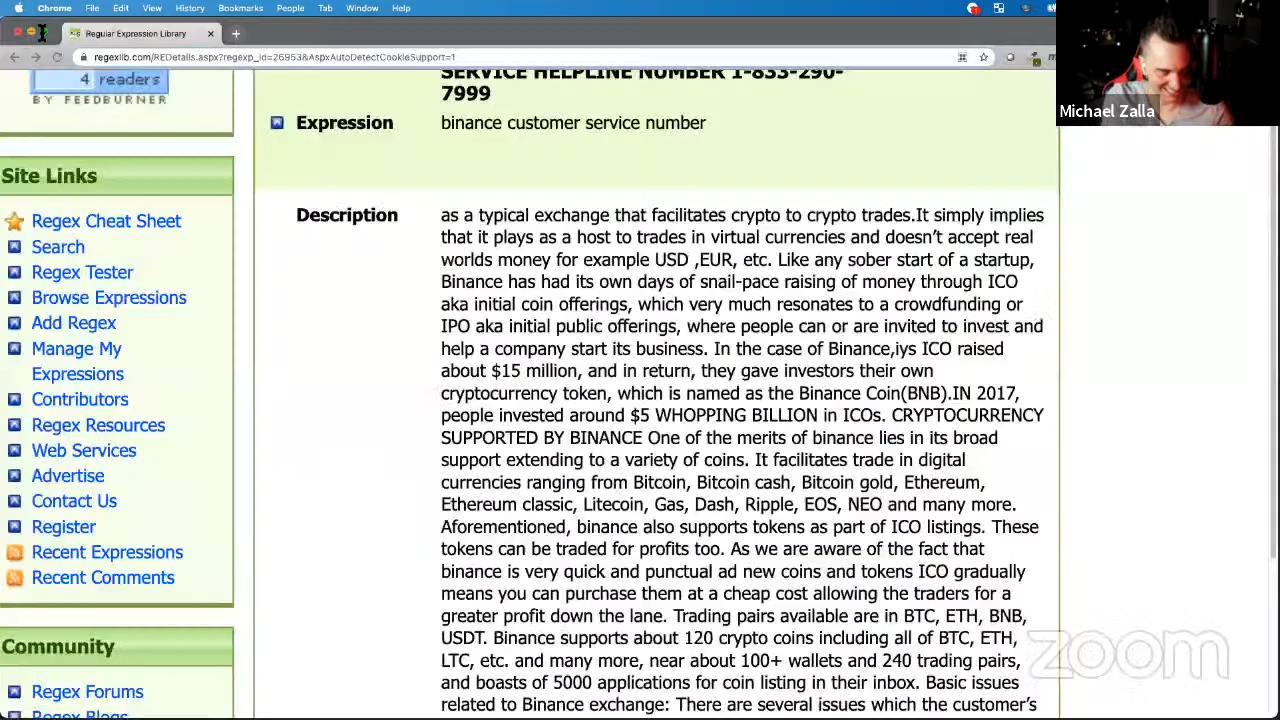 Chrome File Edit View History Bookmarks People Tab Window Help
Regular Expression Library
regexlib.com/REDetails.aspx?regexp_id=26953&AspxAutoDetectCookieSupport=1
Michael Zalla
4 readers
BY FEEDBURNER
SERVICE HELPLINE NUMBER 1-833-290-
7999
Expression binance customer service number
Site Links
Regex Cheat Sheet
Search
Regex Tester
Browse Expressions
Add Regex
Manage My
Expressions
Contributors
Regex Resources
Web Services
Advertise
Contact Us
Register
Recent Expressions
Recent Comments
Community
Regex Forums
Regex Blogs
Description
as a typical exchange that facilitates crypto to crypto trades.It simply implies
that it plays as a host to trades in virtual currencies and doesn’t accept real
worlds money for example USD ,EUR, etc. Like any sober start of a startup,
Binance has had its own days of snail-pace raising of money through ICO
aka initial coin offerings, which very much resonates to a crowdfunding or
IPO aka initial public offerings, where people can or are invited to invest and
help a company start its business. In the case of Binance,iys ICO raised
about $15 million, and in return, they gave investors their own
cryptocurrency token, which is named as the Binance Coin(BNB).IN 2017,
people invested around $5 WHOPPING BILLION in ICOs. CRYPTOCURRENCY
SUPPORTED BY BINANCE One of the merits of binance lies in its broad
support extending to a variety of coins. It facilitates trade in digital
currencies ranging from Bitcoin, Bitcoin cash, Bitcoin gold, Ethereum,
Ethereum classic, Litecoin, Gas, Dash, Ripple, EOS, NEO and many more.
Aforementioned, binance also supports tokens as part of ICO listings. These
tokens can be traded for profits too. As we are aware of the fact that
binance is very quick and punctual ad new coins and tokens ICO gradually
means you can purchase them at a cheap cost allowing the traders for a
greater profit down the lane. Trading pairs available are in BTC, ETH, BNB,
USDT. Binance supports about 120 crypto coins including all of BTC, ETH,
LTC, etc. and many more, near about 100+ wallets and 240 trading pairs,
and boasts of 5000 applications for coin listing in their inbox. Basic issues
related to Binance exchange: There are several issues which the customer’s
zoom